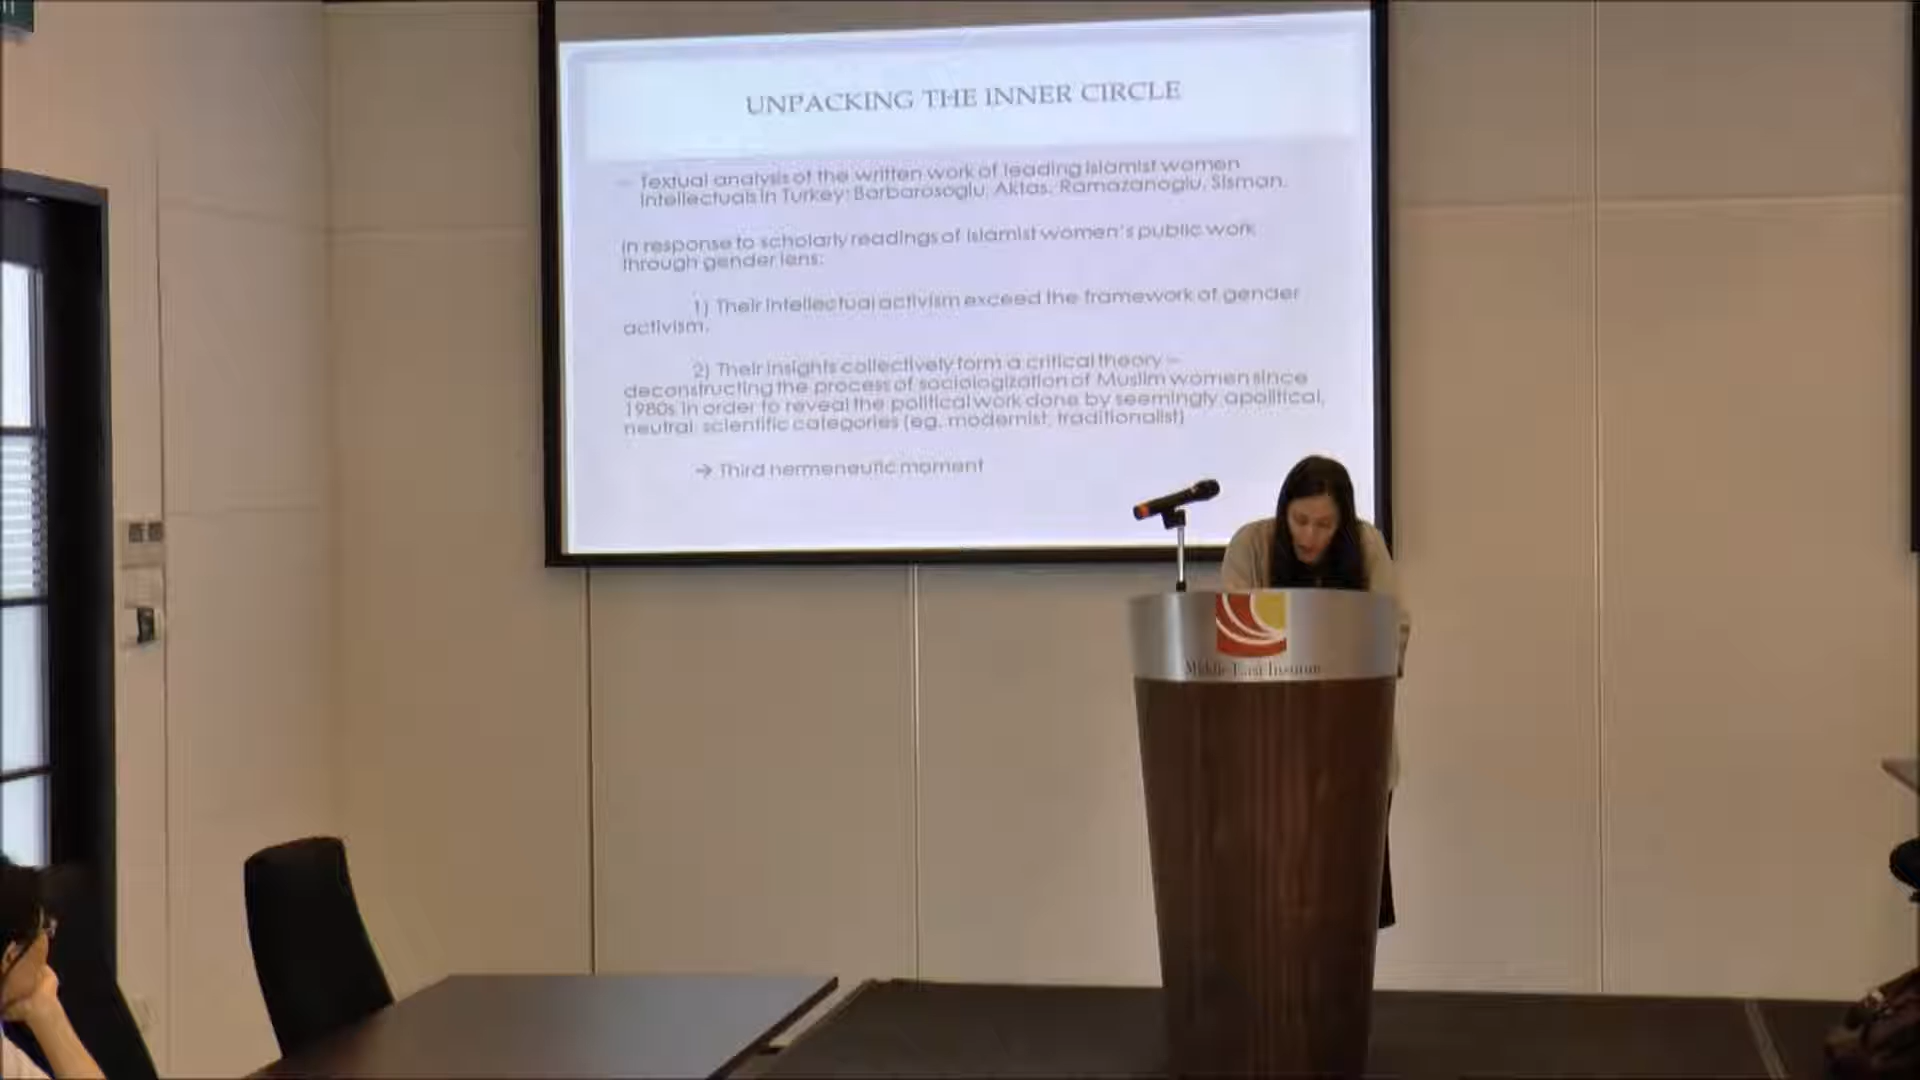 UNPACKING THE INNER CIRCLE
Textual analysis of the written work of leading Islamist women
intellectuals in Turkey: Barbarosoglu, Aktas, Ramazanoglu, Sisman.
In response to scholarly readings of Islamist women's public work
through gender lens:
1) Their intellectual activism exceed the framework of gender
activism.
2) Their insights collectively form a critical theory –
deconstructing the process of sociologization of Muslim women since
1980s in order to reveal the political work done by seemingly apolitical,
neutral, scientific categories (eg. modernist, traditionalist)
→ Third hermeneutic moment
Middle East Institute